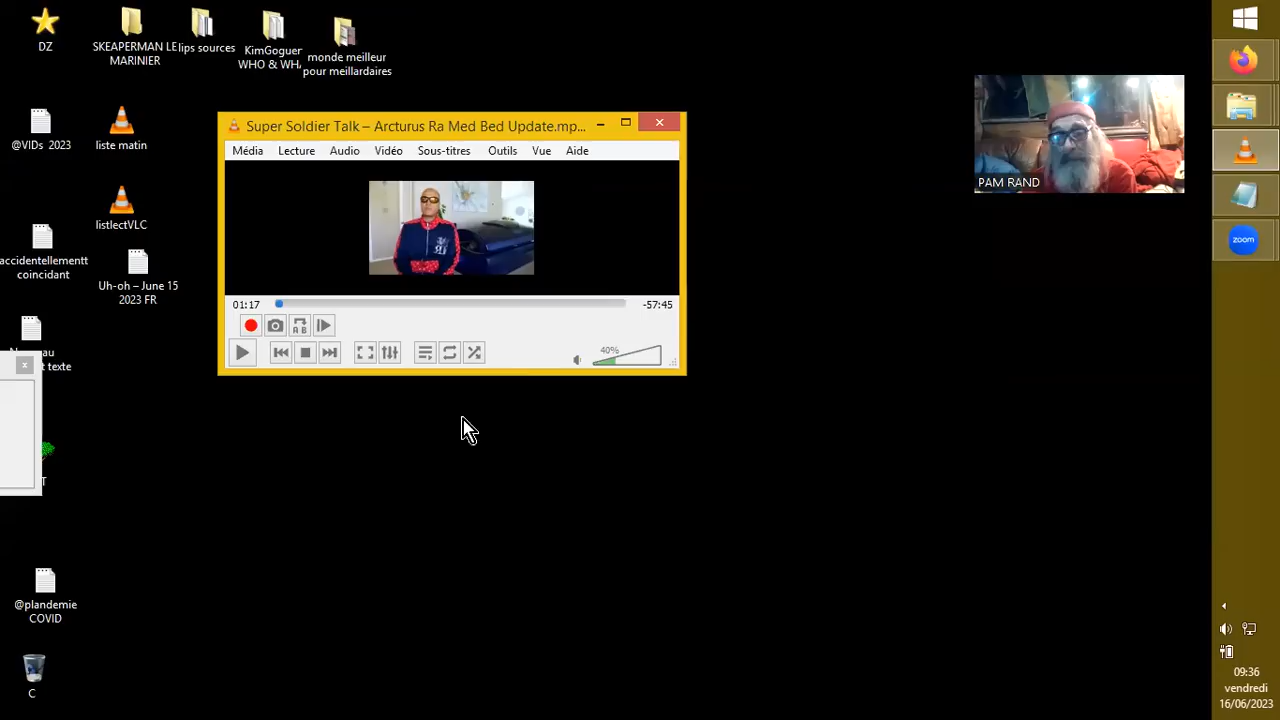 DZ
SKEAPERMAN LE
MARINIER
lips sources
KimGoguer
WHO & WH
monde meilleur
pour meillardaires
@VIDs 2023
liste matin
listlectVLC
accidentellementt
coincidant
Uh-oh – June 15
2023 FR
au
t texte
x
T
@plandemie
COVID
C
Super Soldier Talk – Arcturus Ra Med Bed Update.mp...
Média Lecture Audio Vidéo Sous-titres Outils Vue Aide
01:17
-57:45
A B
40%
PAM RAND
zoom
09:36
vendredi
16/06/2023